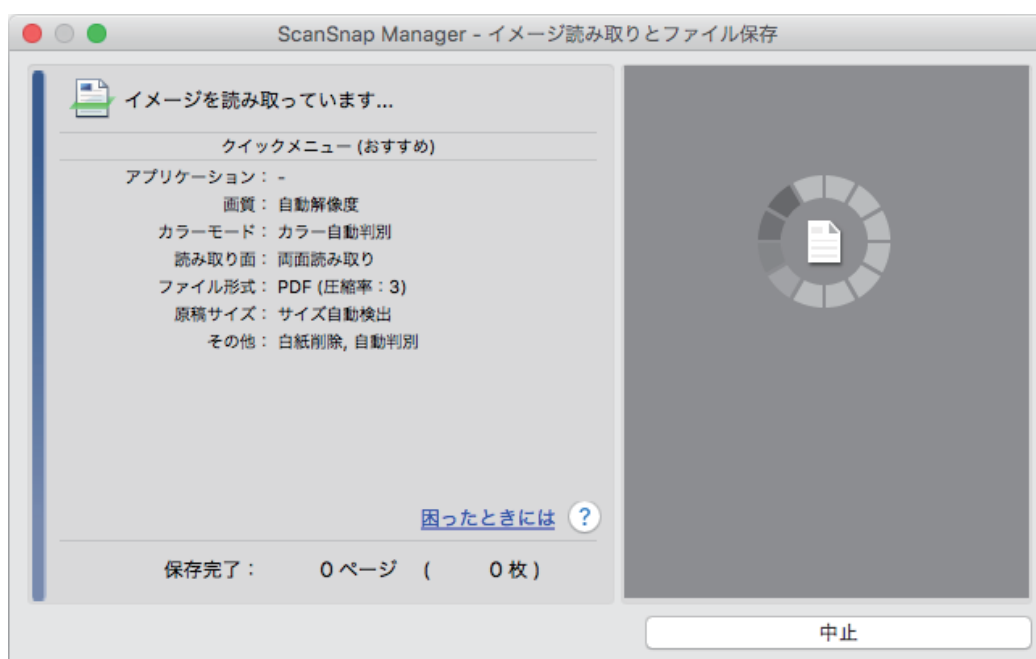 ScanSnap Manager - イメージ読み取りとファイル保存
イメージを読み取っています...
クイックメニュー (おすすめ)
アプリケーション： -
画質： 自動解像度
カラーモード： カラー自動判別
読み取り面： 両面読み取り
ファイル形式： PDF (圧縮率：3)
原稿サイズ： サイズ自動検出
その他： 白紙削除, 自動判別
困ったときには ?
保存完了： 0 ページ ( 0 枚 )
中止